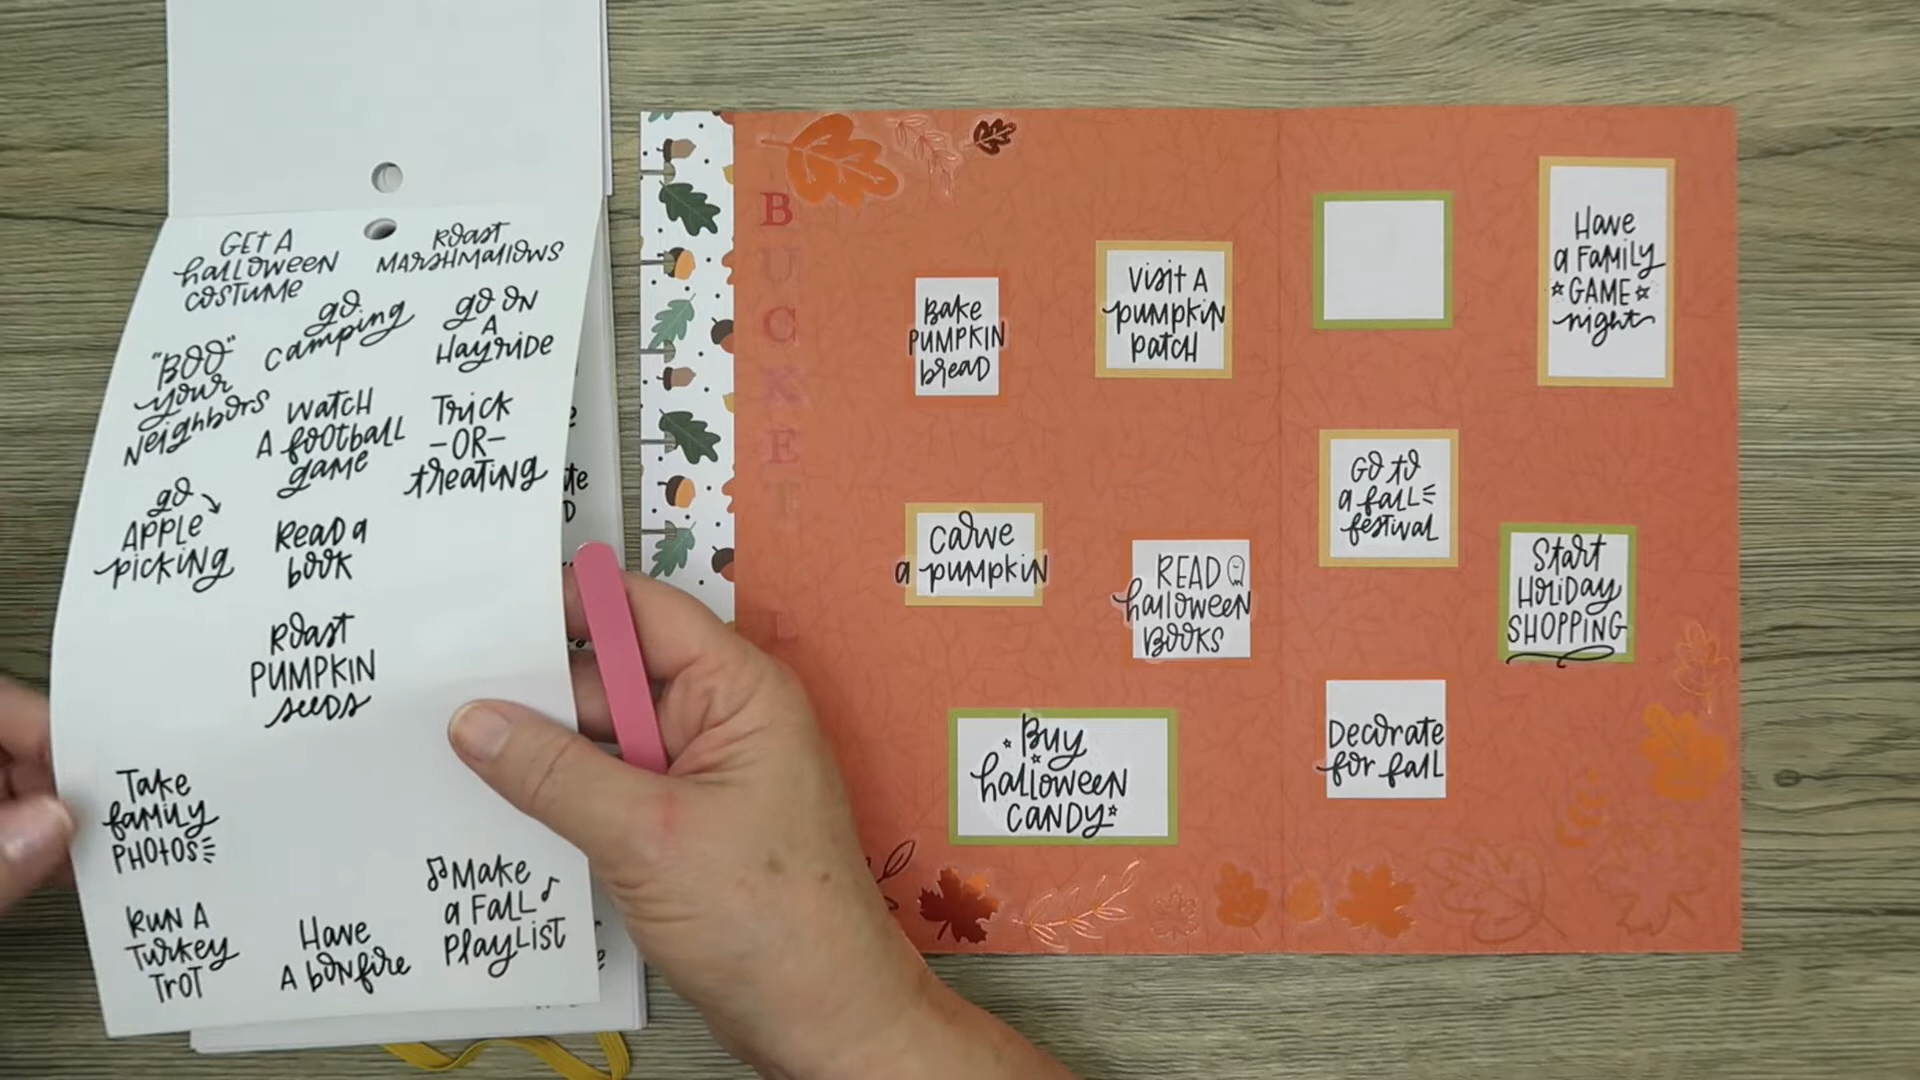 GET A
halloween
COSTUME
Roast
MARSHMALLOWS
"BOO"
your
Neighbors
go
camping
go ON
A
Hayride
WATCH
A football
game
Trick
-OR-
treating
go
APPLE
picking
Read a
book
Roast
PUMPKIN
seeds
Take
family
PHOTOS
RUN A
Turkey
TROT
Have
A bonfire
Make
a FALL
PlayLiST
B
U
C
K
E
T
L
Bake
PUMPKIN
bread
Visit A
pumpkin
patch
Have
a FAMILY
GAME
night
carve
a pumpkin
READ
halloween
BOOKS
GO to
a fall
festival
Start
Holiday
SHOPPING
Buy
halloween
CANDY
Decorate
for fall